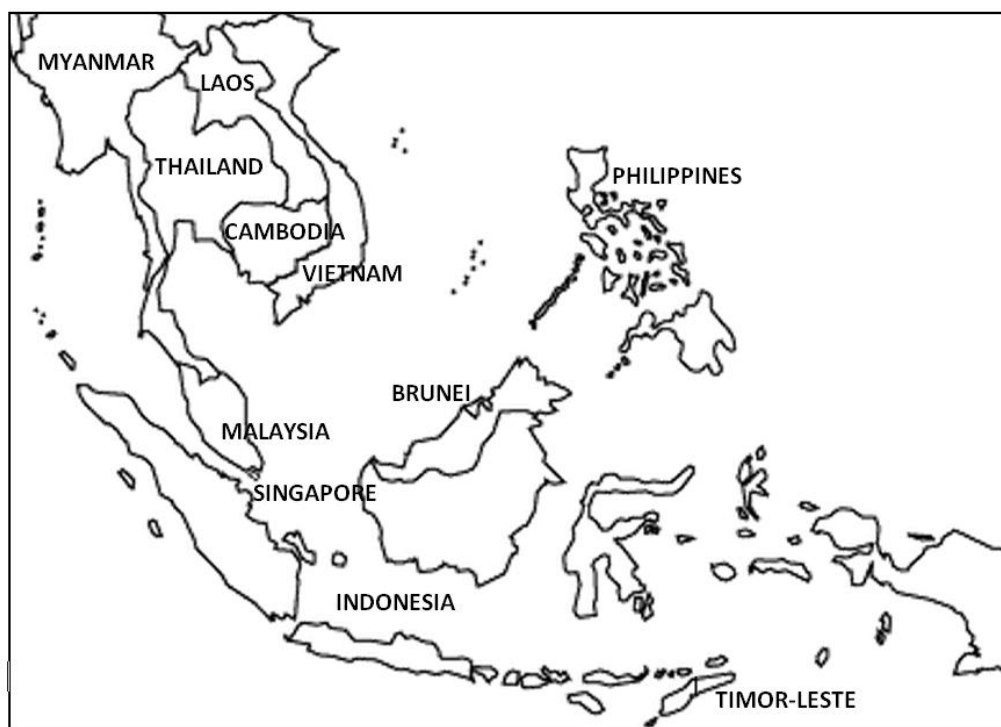 MYANMAR
LAOS
THAILAND
PHILIPPINES
CAMBODIA
VIETNAM
BRUNEI
MALAYSIA
SINGAPORE
INDONESIA
TIMOR-LESTE